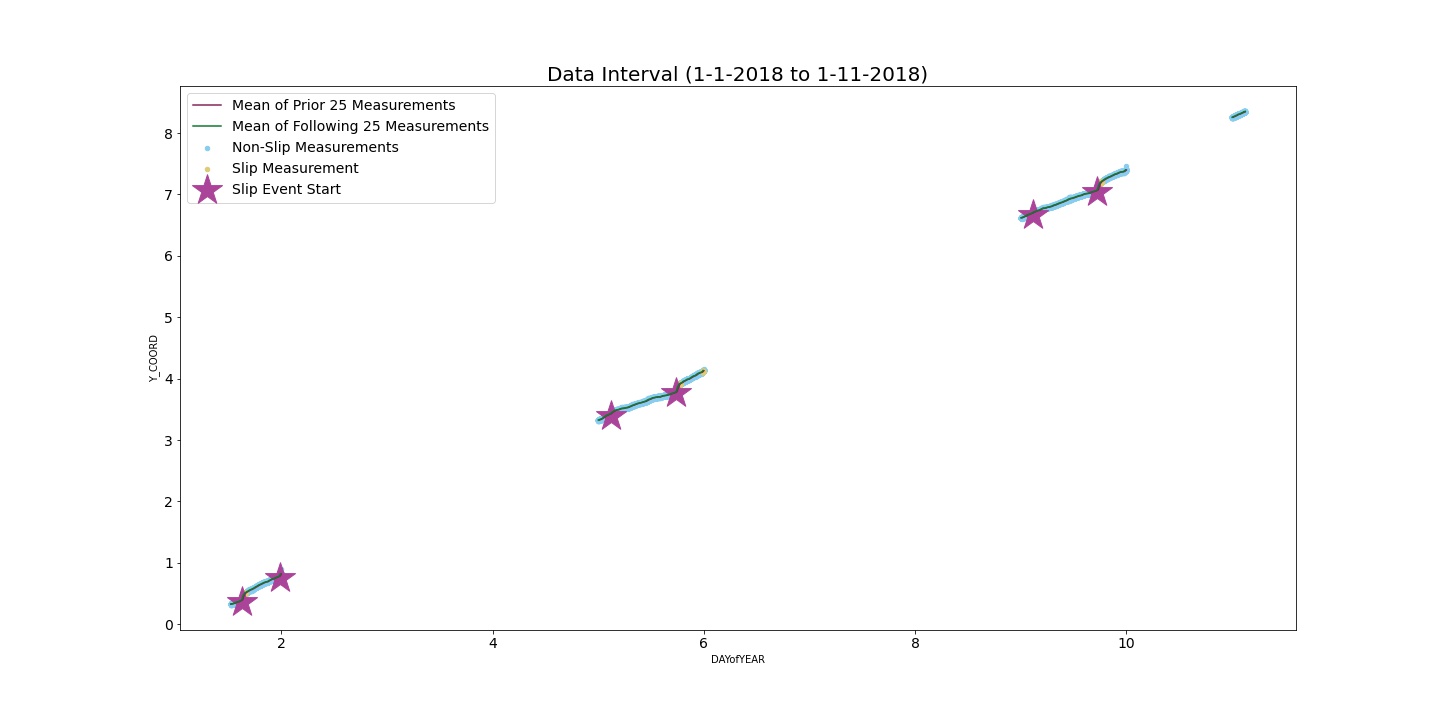 Data Interval (1-1-2018 to 1-11-2018)
Mean of Prior 25 Measurements
Mean of Following 25 Measurements
Non-Slip Measurements
Slip Measurement
Slip Event Start
8
7
6
5
4
3
2
1
0
Y_COORD
2 4 6 8 10
DAYofYEAR